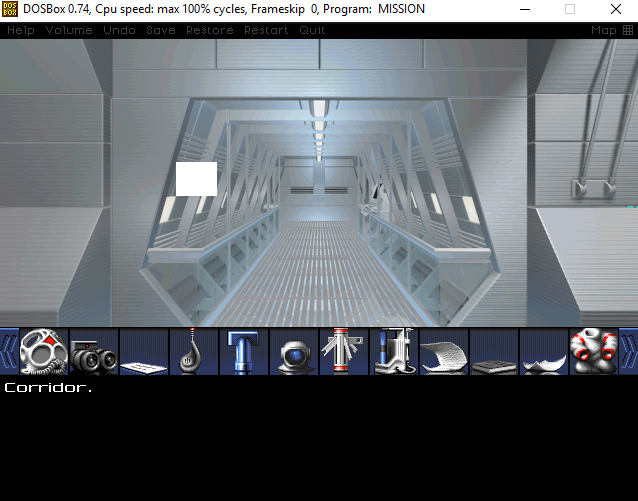 DOSBox 0.74, Cpu speed: max 100% cycles, Frameskip 0, Program: MISSION
Help Volume Undo Save Restore Restart Quit Map
Corridor.